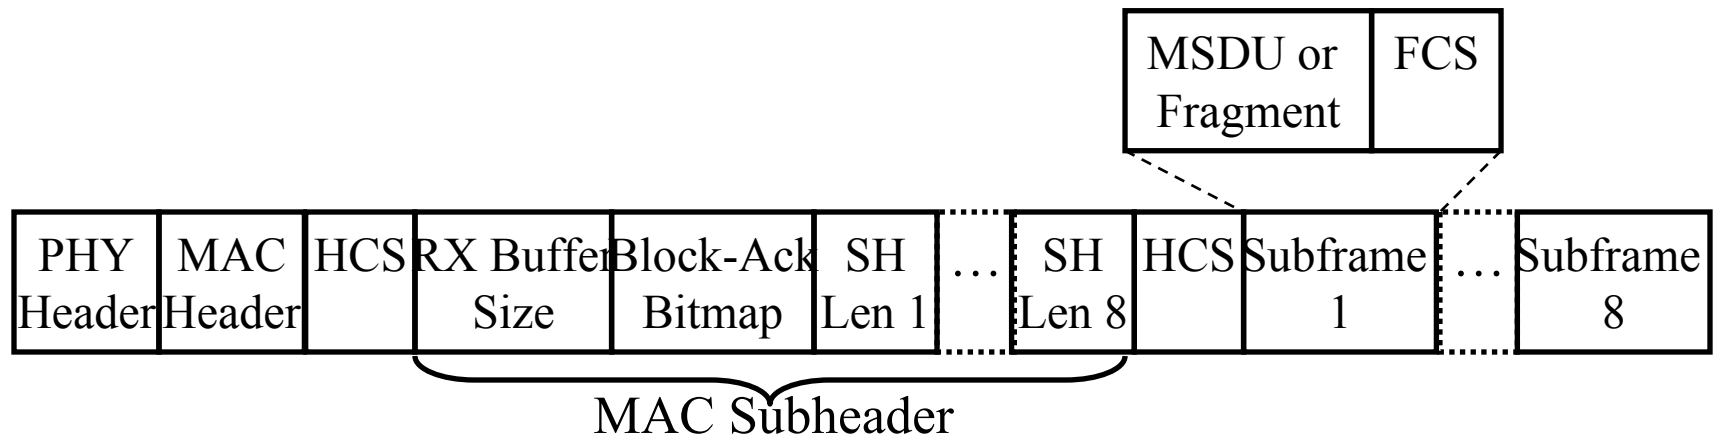 MSDU or
Fragment
FCS
PHY
Header
MAC
Header
HCS
RX Buffer
Size
Block-Ack
Bitmap
SH
Len 1
...
SH
Len 8
HCS
Subframe
1
...
Subframe
8
MAC Subheader